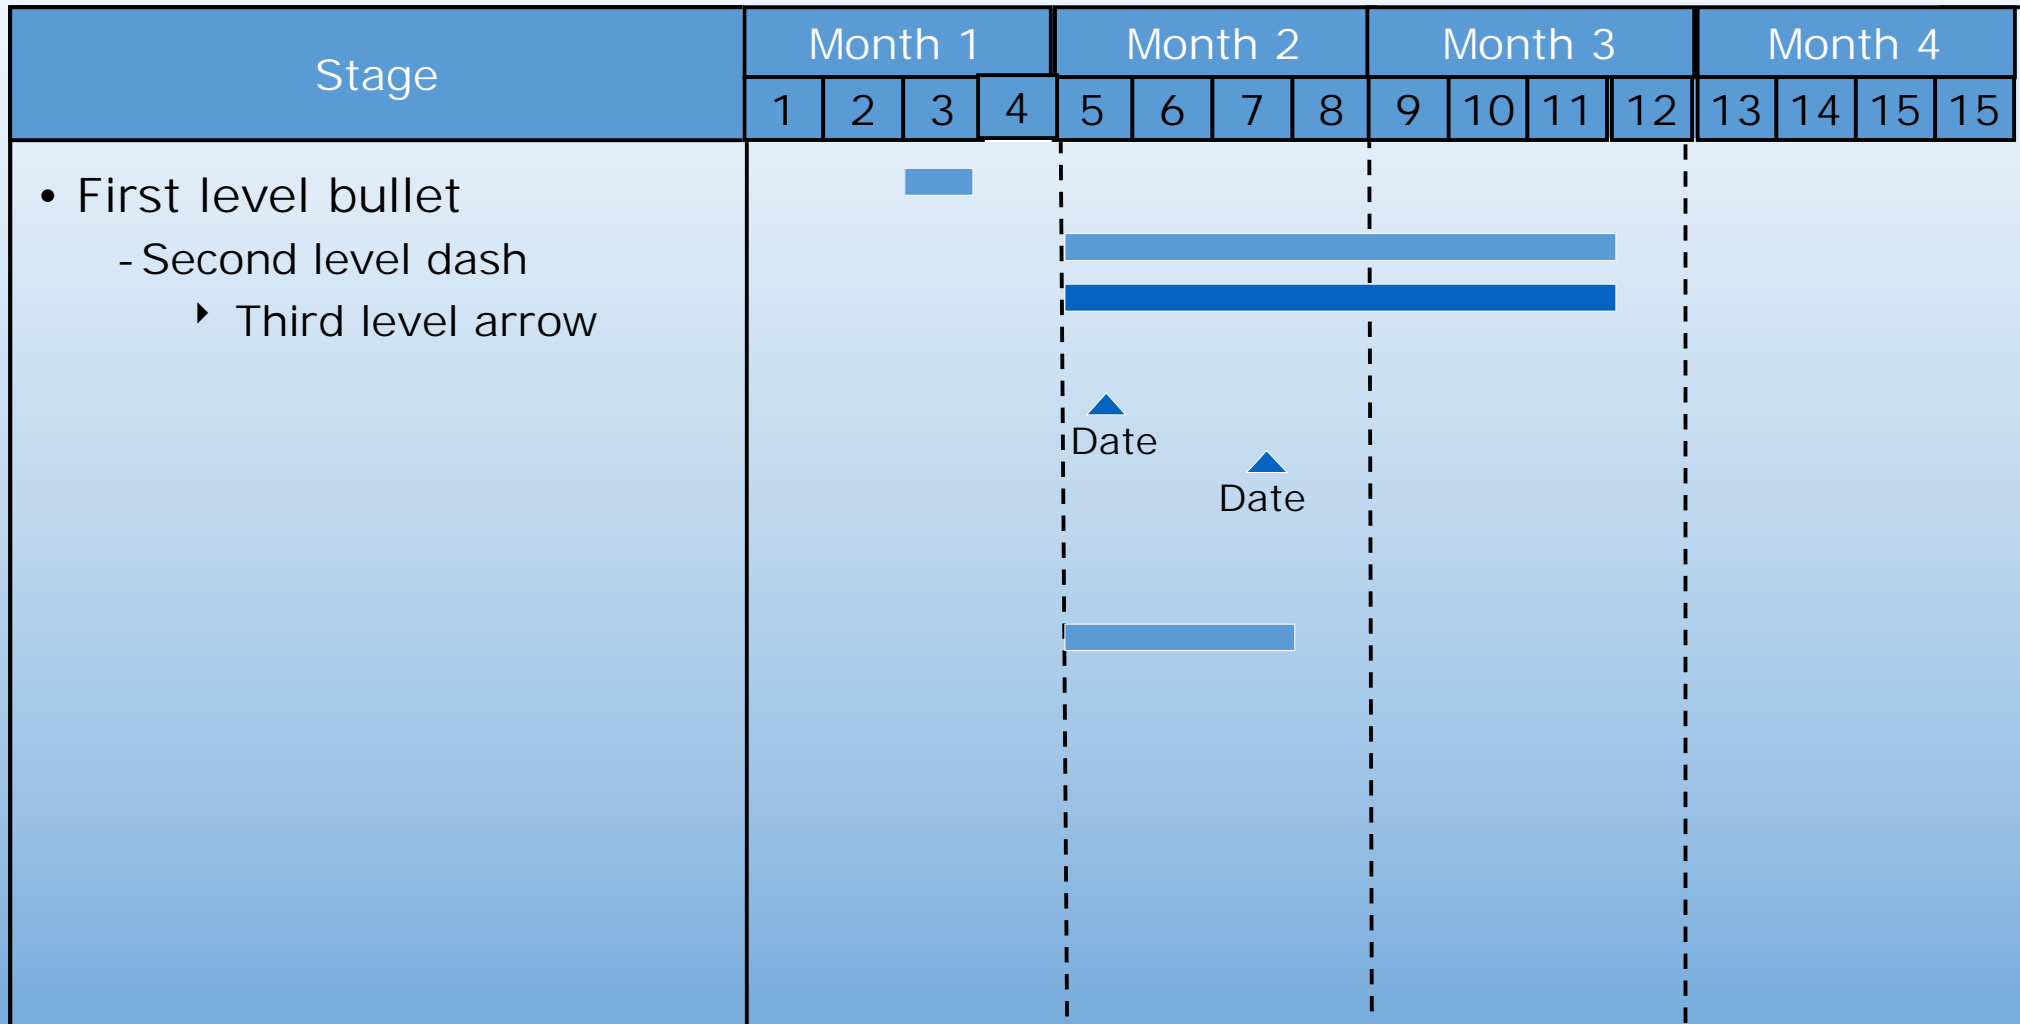 Stage
Month 1 Month 2 Month 3 Month 4
1 2 3 4 5 6 7 8 9 10 11 12 13 14 15 15
• First level bullet
- Second level dash
‣ Third level arrow
Date
Date